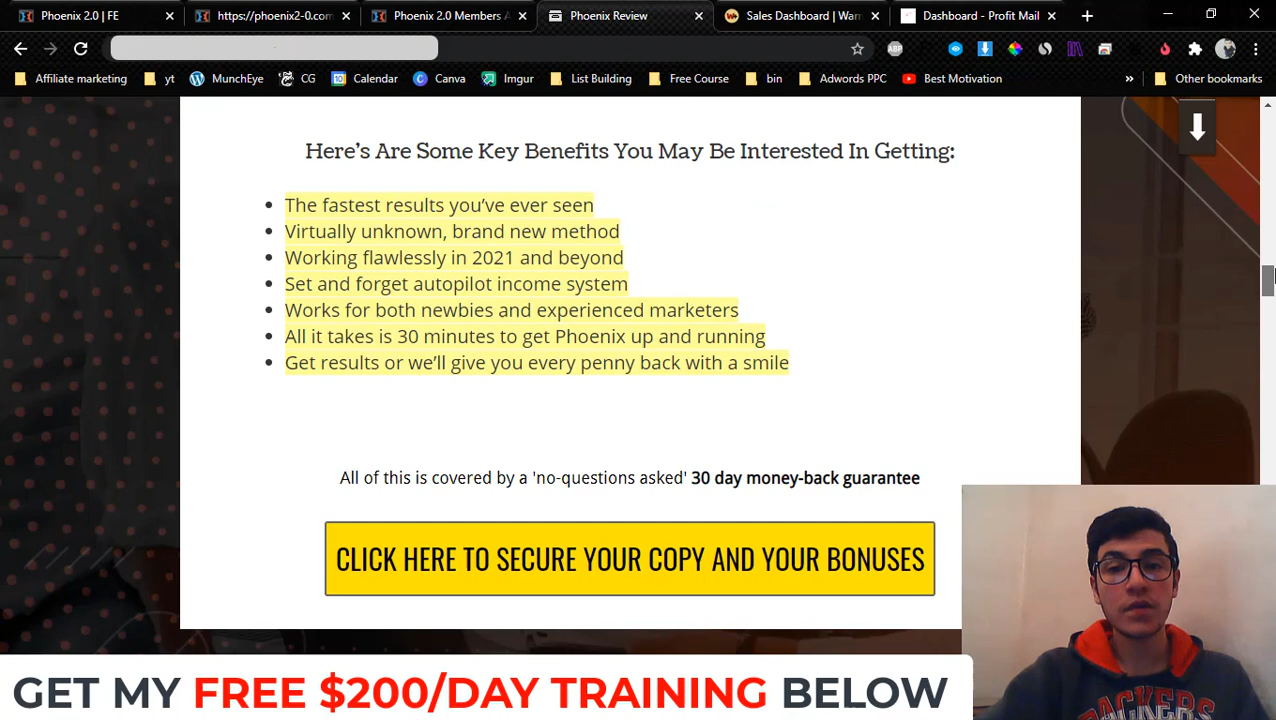 Phoenix 2.0 | FE
https://phoenix2-0.com
Phoenix 2.0 Members A
Phoenix Review
Sales Dashboard | Warr
Dashboard - Profit Mail
ABP
Affiliate marketing
yt
MunchEye
CG
Calendar
Canva
Imgur
List Building
Free Course
bin
Adwords PPC
Best Motivation
Other bookmarks
Here's Are Some Key Benefits You May Be Interested In Getting:
The fastest results you've ever seen
Virtually unknown, brand new method
Working flawlessly in 2021 and beyond
Set and forget autopilot income system
Works for both newbies and experienced marketers
All it takes is 30 minutes to get Phoenix up and running
Get results or we'll give you every penny back with a smile
All of this is covered by a 'no-questions asked' 30 day money-back guarantee
CLICK HERE TO SECURE YOUR COPY AND YOUR BONUSES
PACKERS
GET MY FREE $200/DAY TRAINING BELOW